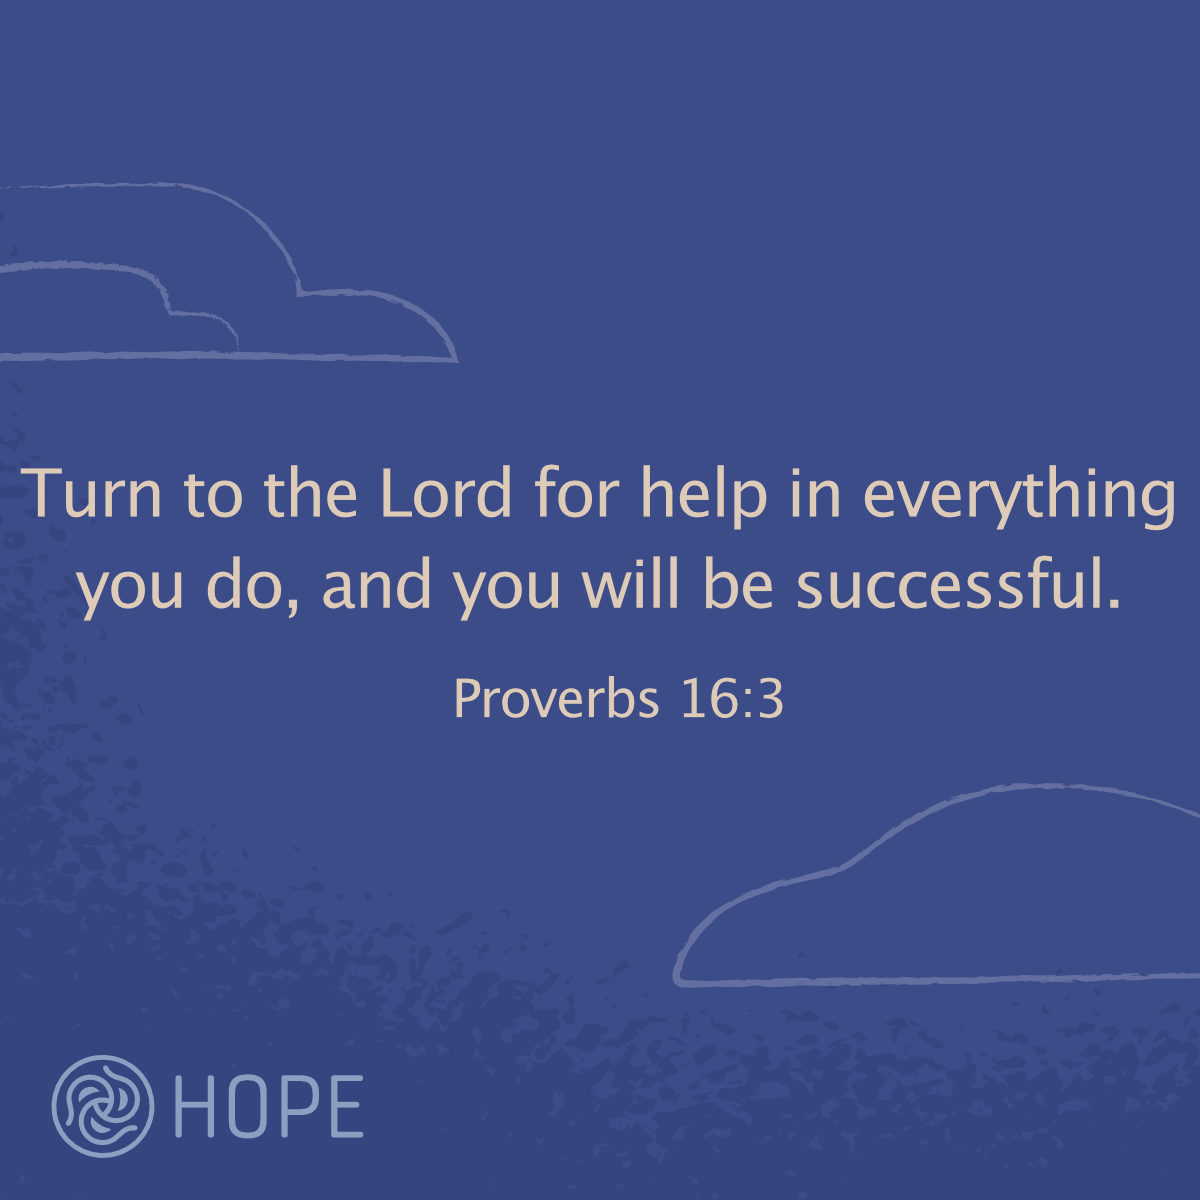 Turn to the Lord for help in everything
you do, and you will be successful.
Proverbs 16:3
HOPE